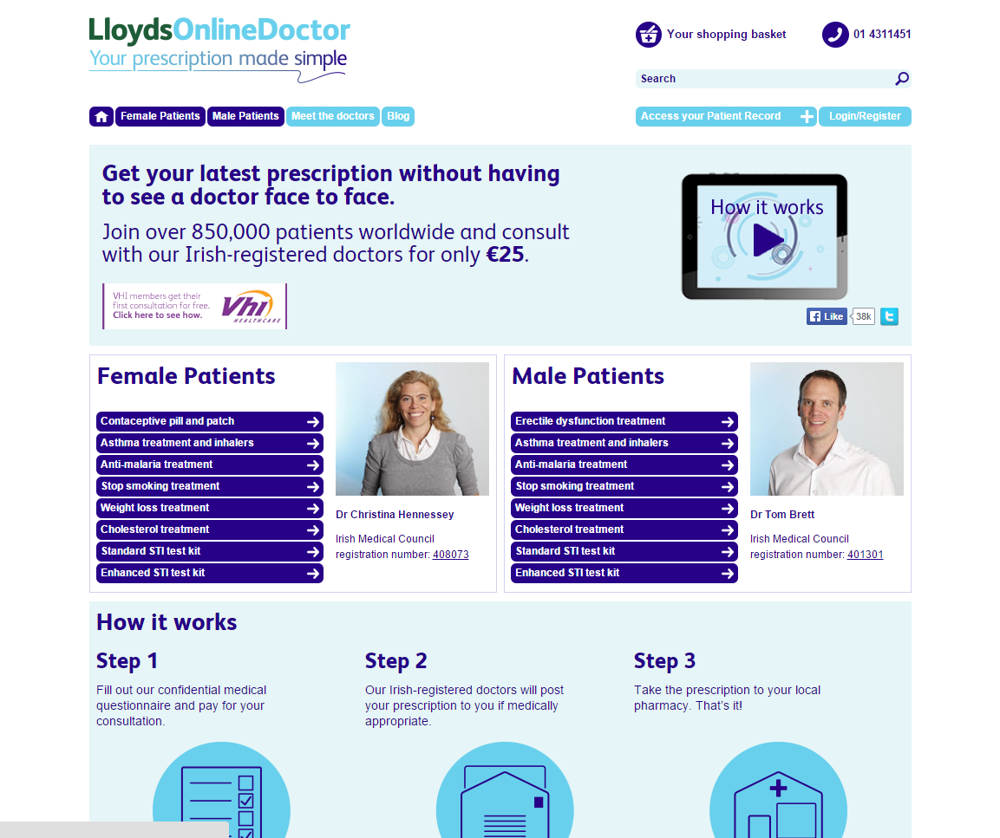 LloydsOnlineDoctor
Your prescription made simple
Your shopping basket
01 4311451
Search
Female Patients
Male Patients
Meet the doctors
Blog
Access your Patient Record
Login/Register
Get your latest prescription without having
to see a doctor face to face.
Join over 850,000 patients worldwide and consult
with our Irish-registered doctors for only €25.
VHI members get their
first consultation for free.
Click here to see how.
Vhi
HEALTHCARE
How it works
Like
38k
Female Patients
Contaceptive pill and patch
Asthma treatment and inhalers
Anti-malaria treatment
Stop smoking treatment
Weight loss treatment
Cholesterol treatment
Standard STI test kit
Enhanced STI test kit
Dr Christina Hennessey
Irish Medical Council
registration number: 408073
Male Patients
Erectile dysfunction treatment
Asthma treatment and inhalers
Anti-malaria treatment
Stop smoking treatment
Weight loss treatment
Cholesterol treatment
Standard STI test kit
Enhanced STI test kit
Dr Tom Brett
Irish Medical Council
registration number: 401301
How it works
Step 1
Fill out our confidential medical
questionnaire and pay for your
consultation.
Step 2
Our Irish-registered doctors will post
your prescription to you if medically
appropriate.
Step 3
Take the prescription to your local
pharmacy. That's it!